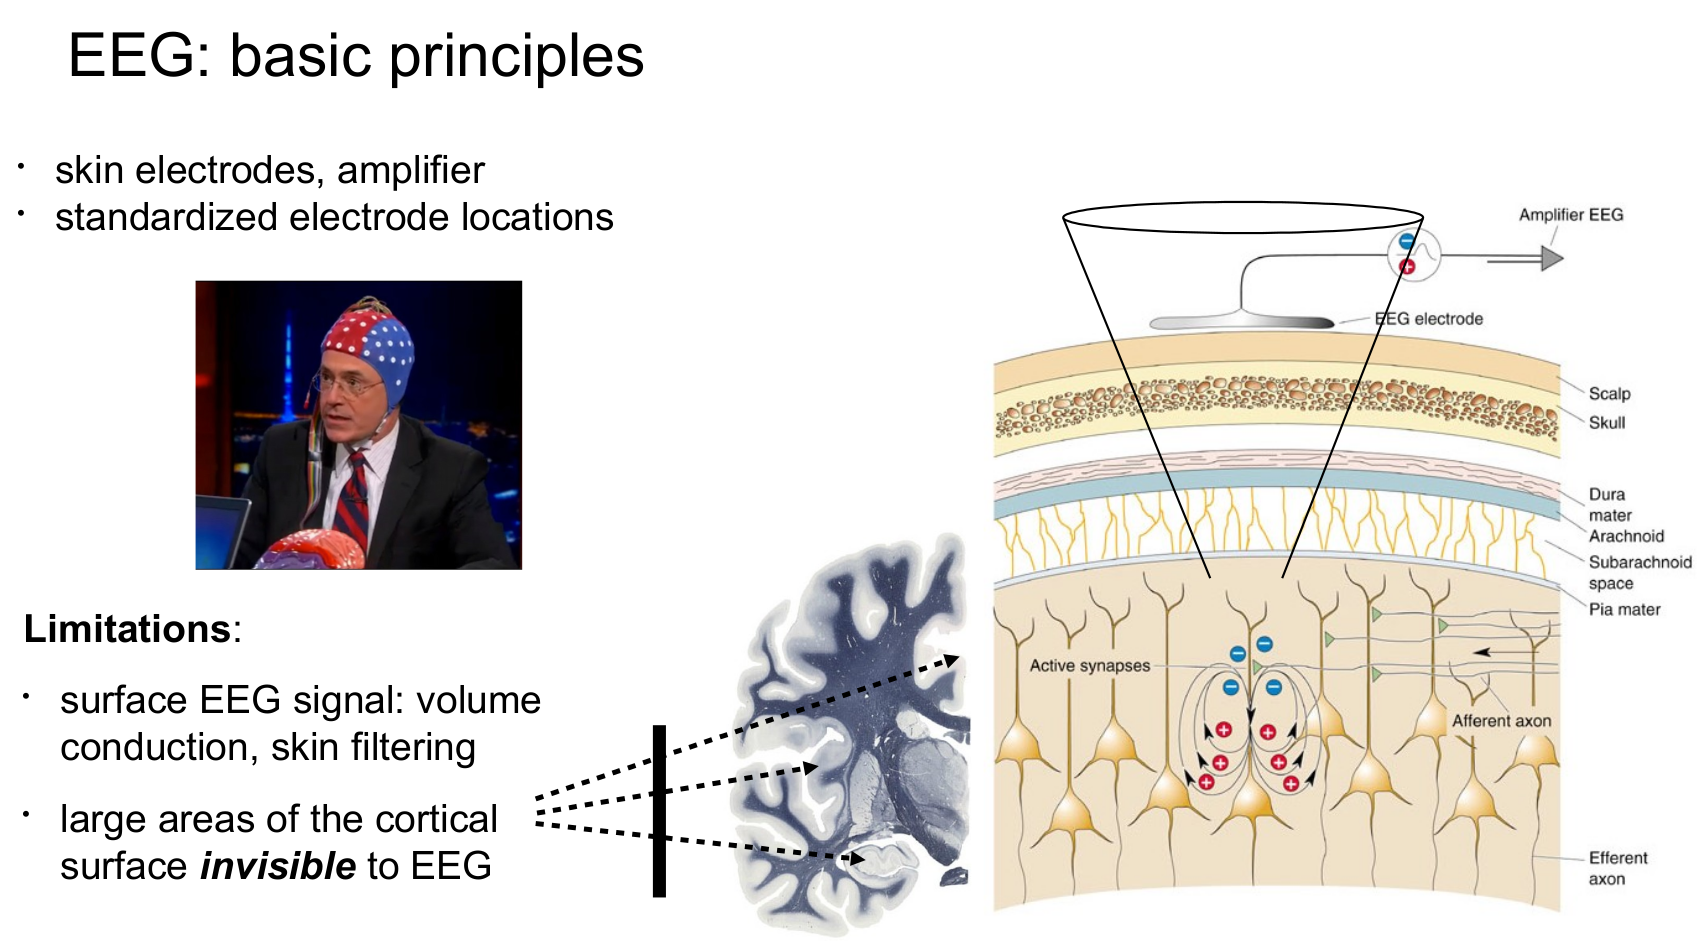 EEG: basic principles
• skin electrodes, amplifier
• standardized electrode locations
Limitations:
• surface EEG signal: volume
conduction, skin filtering
• large areas of the cortical
surface invisible to EEG
Amplifier EEG
EEG electrode
Scalp
Skull
Dura
mater
Arachnoid
Subarachnoid
space
Pia mater
Active synapses
Afferent axon
Efferent
axon